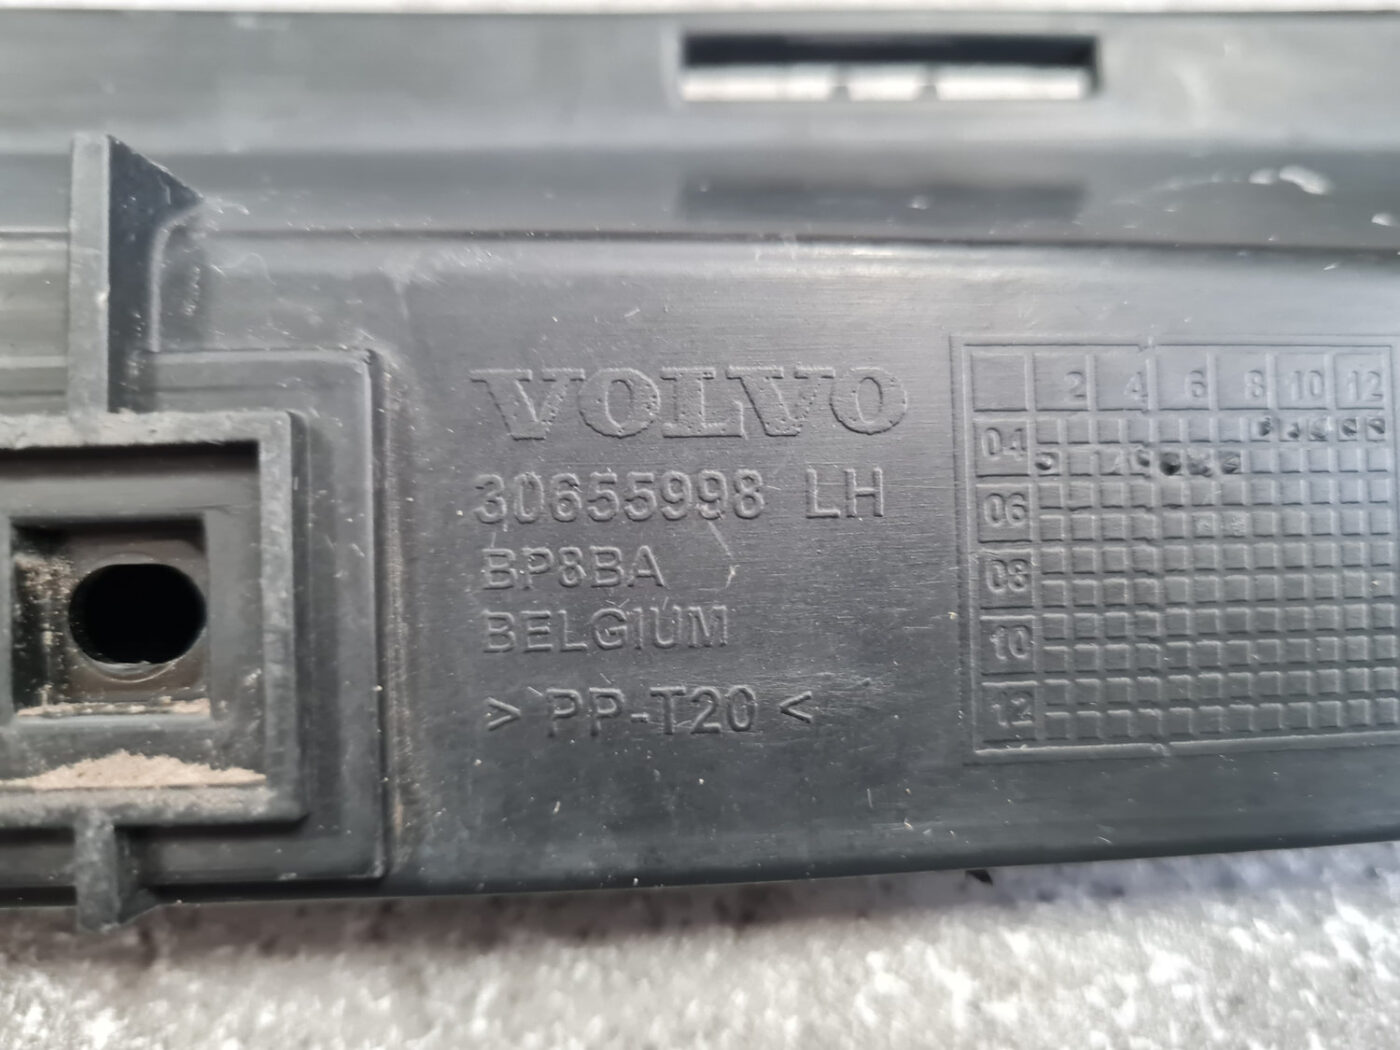 VOLVO
30655998 LH
BP8BA
BELGIUM
> PP-T20 <
2 4 6 8 10 12
04
06
08
10
12